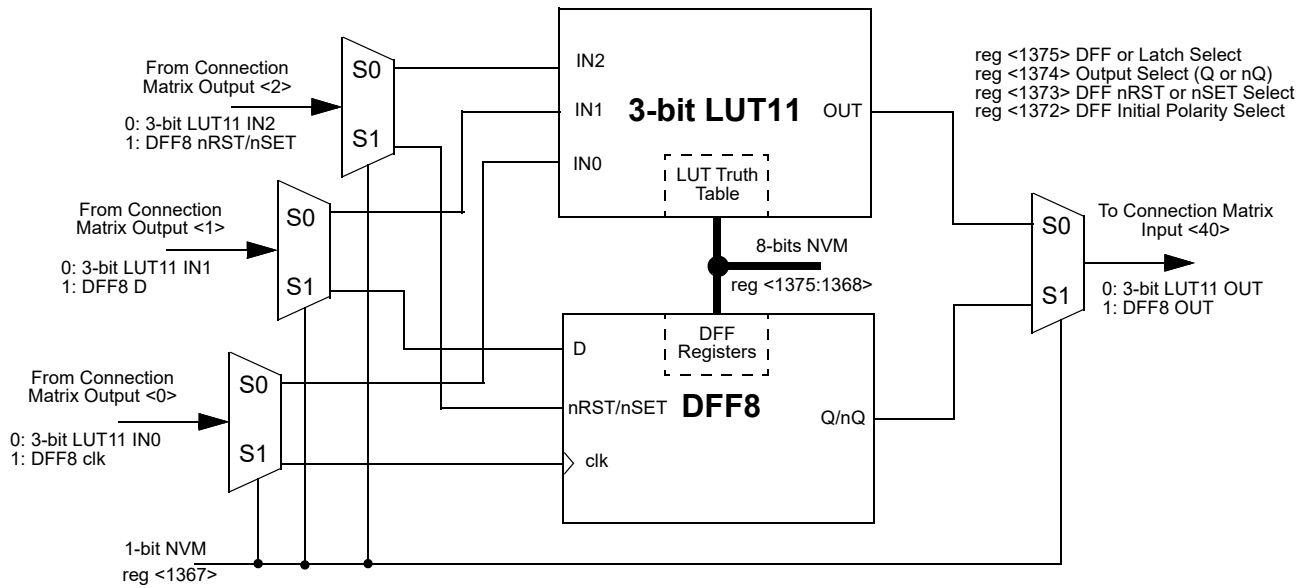 From Connection
Matrix Output <2>
0: 3-bit LUT11 IN2
1: DFF8 nRST/nSET
S0
S1
From Connection
Matrix Output <1>
0: 3-bit LUT11 IN1
1: DFF8 D
S0
S1
From Connection
Matrix Output <0>
0: 3-bit LUT11 IN0
1: DFF8 clk
S0
S1
1-bit NVM
reg <1367>
IN2
IN1
IN0
3-bit LUT11
OUT
LUT Truth
Table
8-bits NVM
reg <1375:1368>
DFF
Registers
D
nRST/nSET
clk
DFF8
Q/nQ
reg <1375> DFF or Latch Select
reg <1374> Output Select (Q or nQ)
reg <1373> DFF nRST or nSET Select
reg <1372> DFF Initial Polarity Select
S0
S1
To Connection Matrix
Input <40>
0: 3-bit LUT11 OUT
1: DFF8 OUT